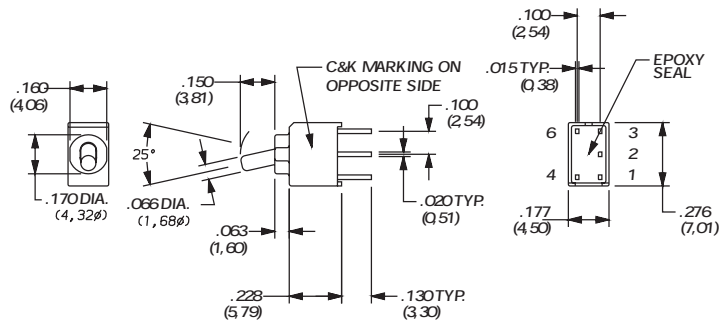 .160
(4,06)
.170 DIA.
(4,32ø)
.150
(3,81)
25°
.066 DIA.
(1,68ø)
.063
(1,60)
C&K MARKING ON
OPPOSITE SIDE
.100
(2,54)
.020 TYP.
(0,51)
.228
(5,79)
.130 TYP.
(3,30)
.100
(2,54)
.015 TYP.
(0,38)
EPOXY
SEAL
6 3
2
4 1
.177
(4,50)
.276
(7,01)